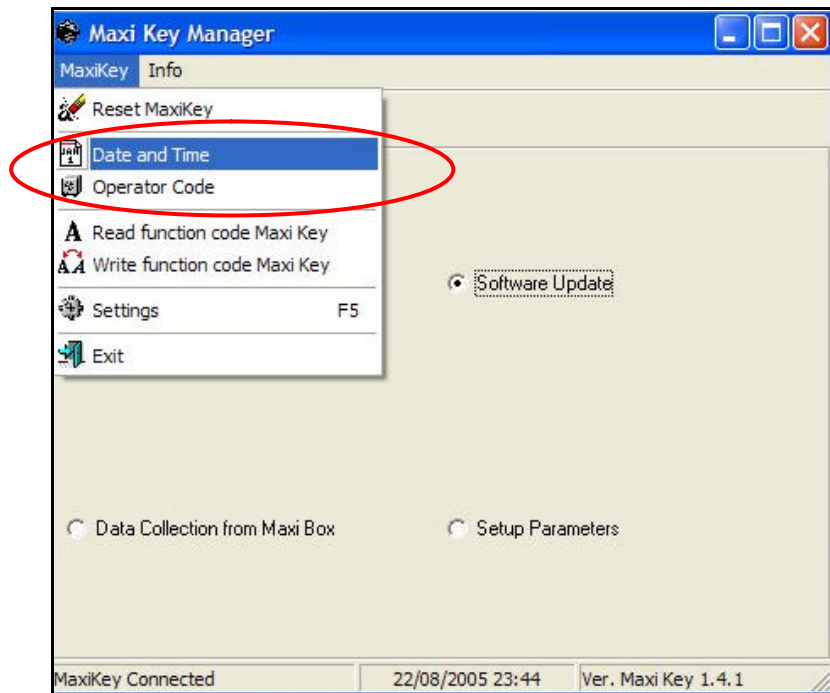 Maxi Key Manager
MaxiKey Info
Reset MaxiKey
Date and Time
Operator Code
Read function code Maxi Key
Write function code Maxi Key
Settings F5
Exit
Software Update
Data Collection from Maxi Box
Setup Parameters
MaxiKey Connected 22/08/2005 23:44 Ver. Maxi Key 1.4.1